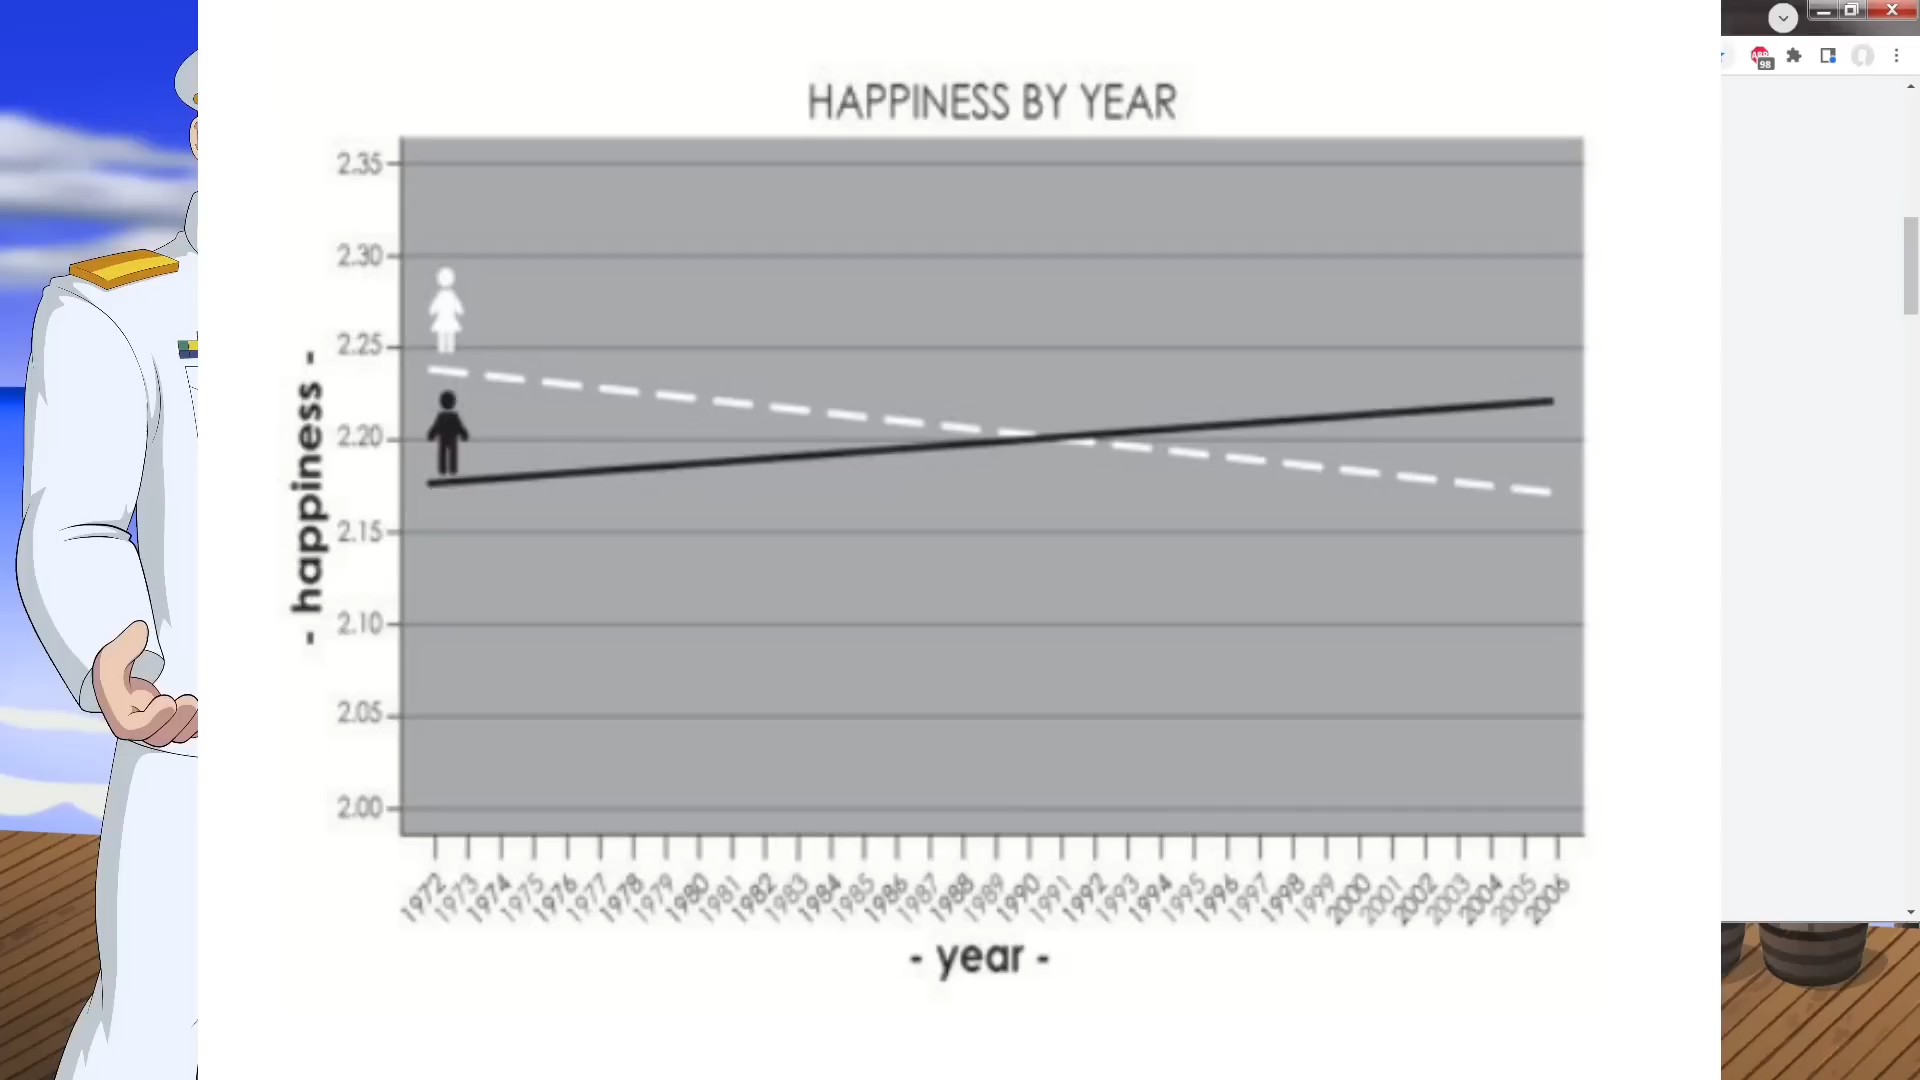 HAPPINESS BY YEAR
2.35
2.30
2.25
2.20
2.15
2.10
2.05
2.00
- happiness -
1972 1973 1974 1975 1976 1977 1978 1979 1980 1981 1982 1983 1984 1985 1986 1987 1988 1989 1990 1991 1992 1993 1994 1995 1996 1997 1998 1999 2000 2001 2002 2003 2004 2005 2006
- year -
ABP
98